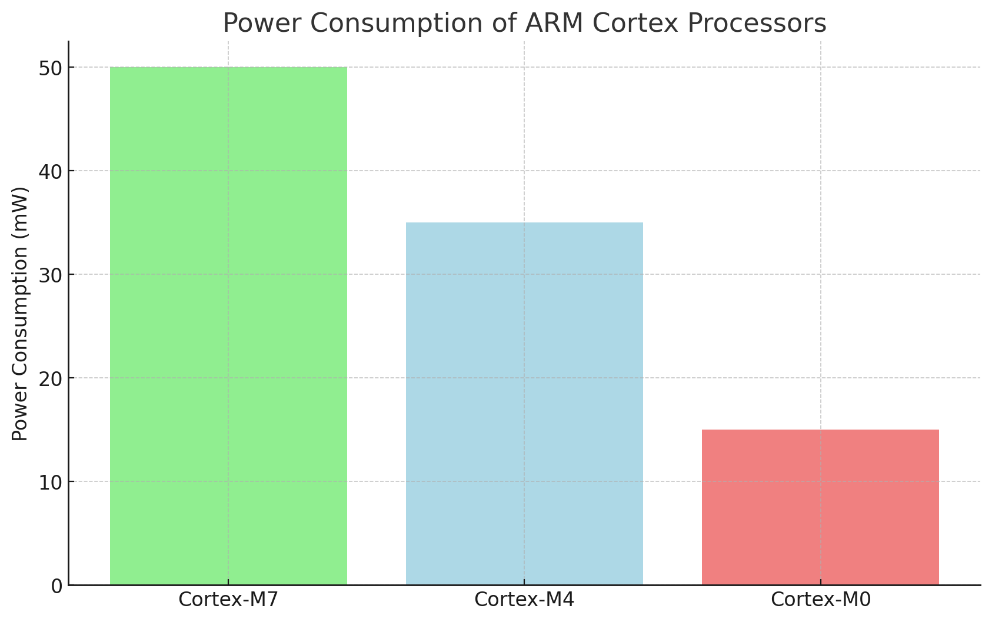 Power Consumption of ARM Cortex Processors
Power Consumption (mW)
50
40
30
20
10
0
Cortex-M7
Cortex-M4
Cortex-M0